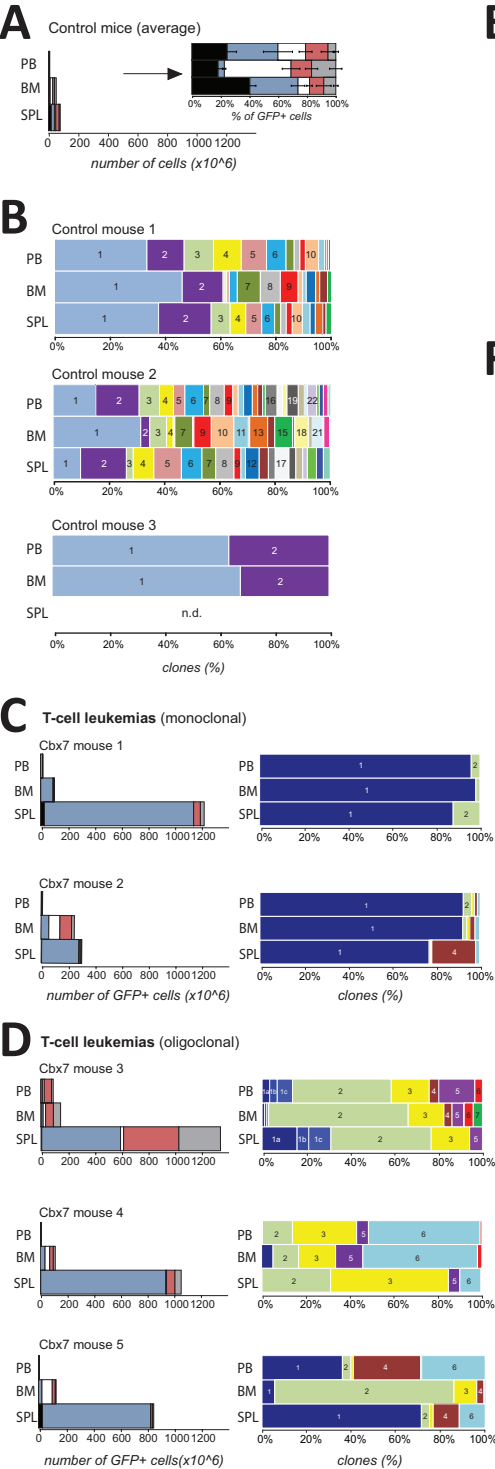 A Control mice (average)
PB
BM
SPL
0 200 400 600 800 1000 1200
number of cells (x10^6)
0% 20% 40% 60% 80% 100%
% of GFP+ cells
B
Control mouse 1
PB 1 2 3 4 5 6 7 8 9 10
BM 1 2 7 8 9
SPL 1 2 3 4 5 6 10
0% 20% 40% 60% 80% 100%
Control mouse 2
PB 1 2 3 4 5 6 7 8 9 16 19 22
BM 1 2 3 4 7 9 10 11 13 15 18 21
SPL 1 2 3 4 5 6 7 8 9 12 17
0% 20% 40% 60% 80% 100%
Control mouse 3
PB 1 2
BM 1 2
SPL n.d.
0% 20% 40% 60% 80% 100%
clones (%)
C T-cell leukemias (monoclonal)
Cbx7 mouse 1
PB 1 2
BM 1
SPL 1 2
0 200 400 600 800 1000 1200
0% 20% 40% 60% 80% 100%
Cbx7 mouse 2
PB 1 2
BM 1
SPL 1 4
0 200 400 600 800 1000 1200
0% 20% 40% 60% 80% 100%
number of GFP+ cells (x10^6)
clones (%)
D T-cell leukemias (oligoclonal)
Cbx7 mouse 3
PB 1a 1b 1c 2 3 4 5 6
BM 2 3 4 5 6 7
SPL 1a 1b 1c 2 3 5
0 200 400 600 800 1000 1200
0% 20% 40% 60% 80% 100%
Cbx7 mouse 4
PB 2 3 5 6
BM 2 3 5 6
SPL 2 3 5 6
0 200 400 600 800 1000 1200
0% 20% 40% 60% 80% 100%
Cbx7 mouse 5
PB 1 2 4 6
BM 1 2 3 4
SPL 1 2 4 6
0 200 400 600 800 1000 1200
0% 20% 40% 60% 80% 100%
number of GFP+ cells(x10^6)
clones (%)